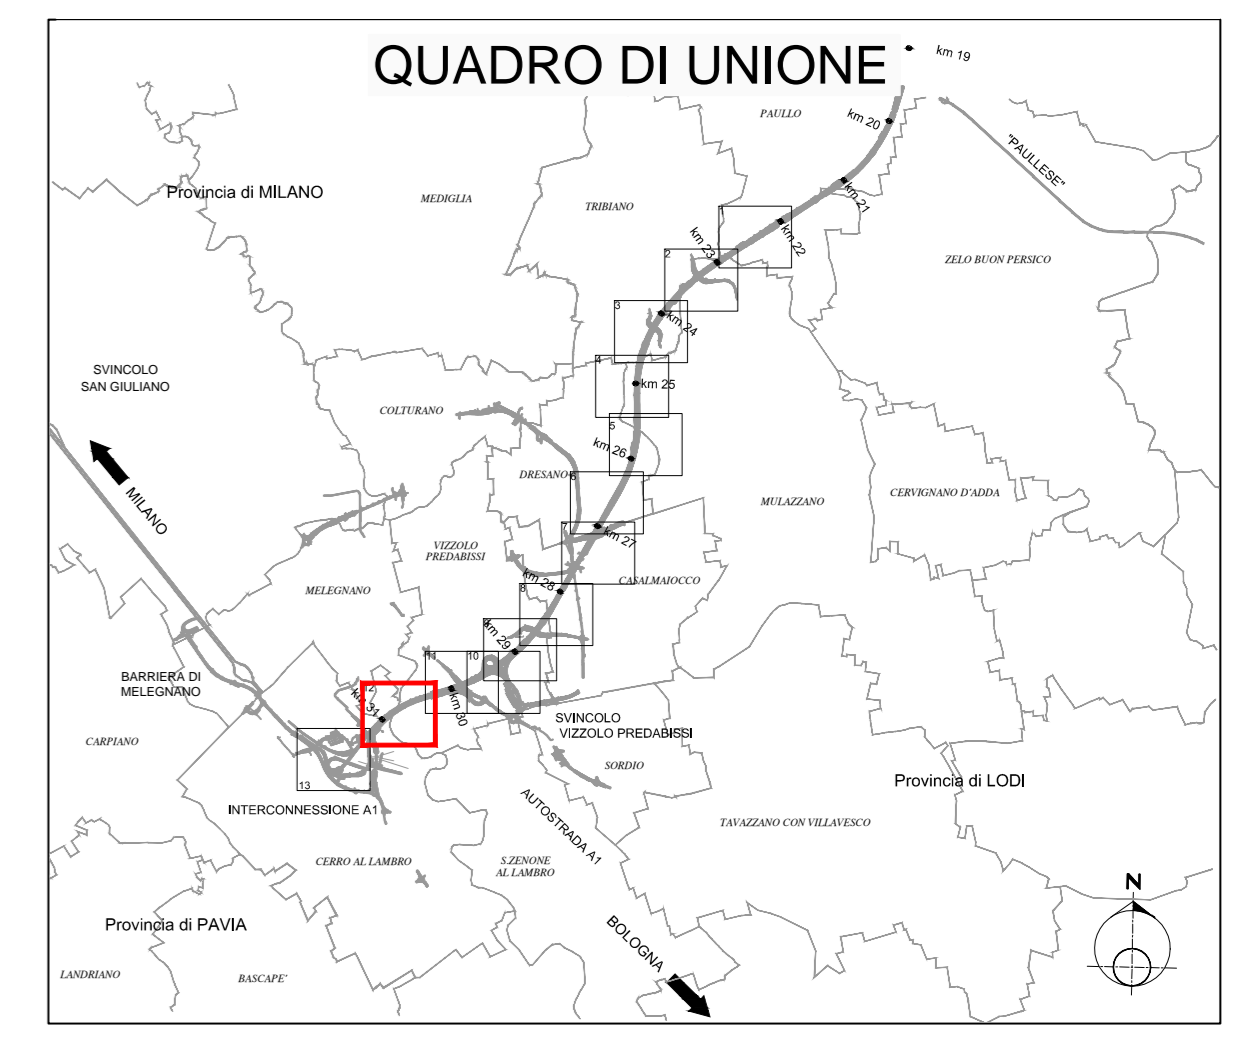 QUADRO DI UNIONE
km 19
PAULLO
km 20
"PAULLESE"
Provincia di MILANO
MEDIGLIA
TRIBIANO
km 21
1
km 22
km 23
ZELO BUON PERSICO
2
3
km 24
SVINCOLO
SAN GIULIANO
4
km 25
COLTURANO
5
km 26
DRESANO
6
MULAZZANO
CERVIGNANO D'ADDA
MILANO
7
km 27
VIZZOLO
PREDABISSI
km 28
CASALMAIOCCO
8
MELEGNANO
9
km 29
11
10
BARRIERA DI
MELEGNANO
12
km 31
km 30
SVINCOLO
VIZZOLO PREDABISSI
CARPIANO
SORDIO
Provincia di LODI
13
INTERCONNESSIONE A1
AUTOSTRADA A1
TAVAZZANO CON VILLAVESCO
CERRO AL LAMBRO
S.ZENONE
AL LAMBRO
N
Provincia di PAVIA
BOLOGNA
LANDRIANO
BASCAPE'